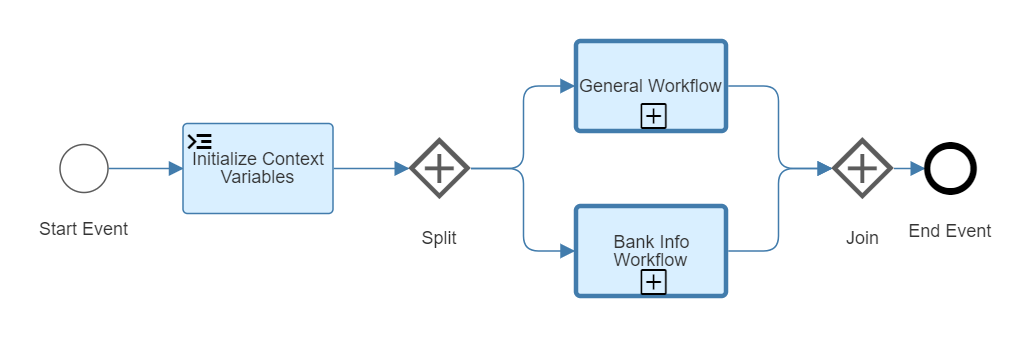 Start Event
Initialize Context
Variables
Split
General Workflow
Bank Info
Workflow
Join
End Event